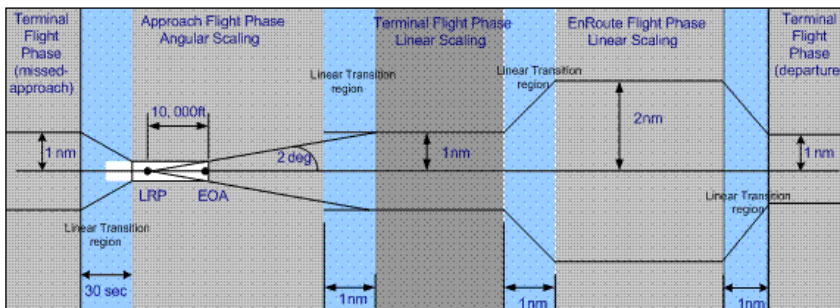 Terminal
Flight
Phase
(missed-
approach)
Approach Flight Phase
Angular Scaling
Terminal Flight Phase
Linear Scaling
EnRoute Flight Phase
Linear Scaling
Terminal
Flight
Phase
(departure)
Linear Transition
region
Linear Transition
region
10, 000ft
2nm
1 nm
2 deg
1nm
1 nm
LRP
EOA
Linear Transition
region
Linear Transition
region
30 sec
1nm
1nm
1nm